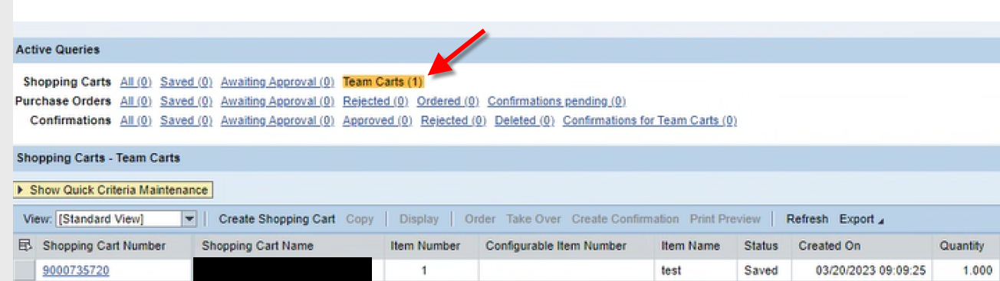 Active Queries
Shopping Carts All (0) Saved (0) Awaiting Approval (0) Team Carts (1)
Purchase Orders All (0) Saved (0) Awaiting Approval (0) Rejected (0) Ordered (0) Confirmations pending (0)
Confirmations All (0) Saved (0) Awaiting Approval (0) Approved (0) Rejected (0) Deleted (0) Confirmations for Team Carts (0)
Shopping Carts - Team Carts
Show Quick Criteria Maintenance
View: [Standard View] Create Shopping Cart Copy Display Order Take Over Create Confirmation Print Preview Refresh Export
Shopping Cart Number Shopping Cart Name Item Number Configurable Item Number Item Name Status Created On Quantity
9000735720 1 test Saved 03/20/2023 09:09:25 1.000